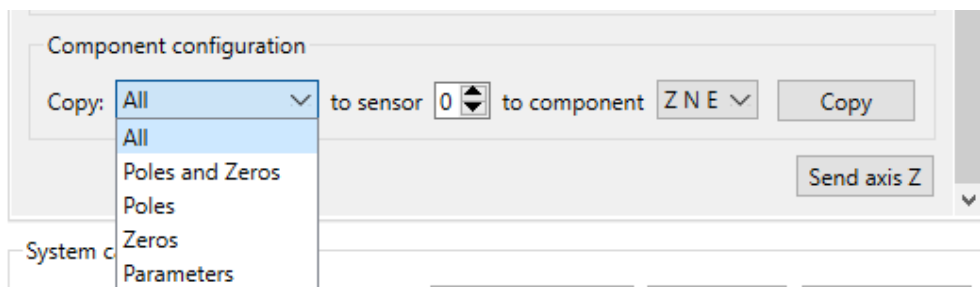 Component configuration
Copy: All to sensor 0 to component Z N E Copy
All
Poles and Zeros
Send axis Z
Poles
Zeros
System c
Parameters